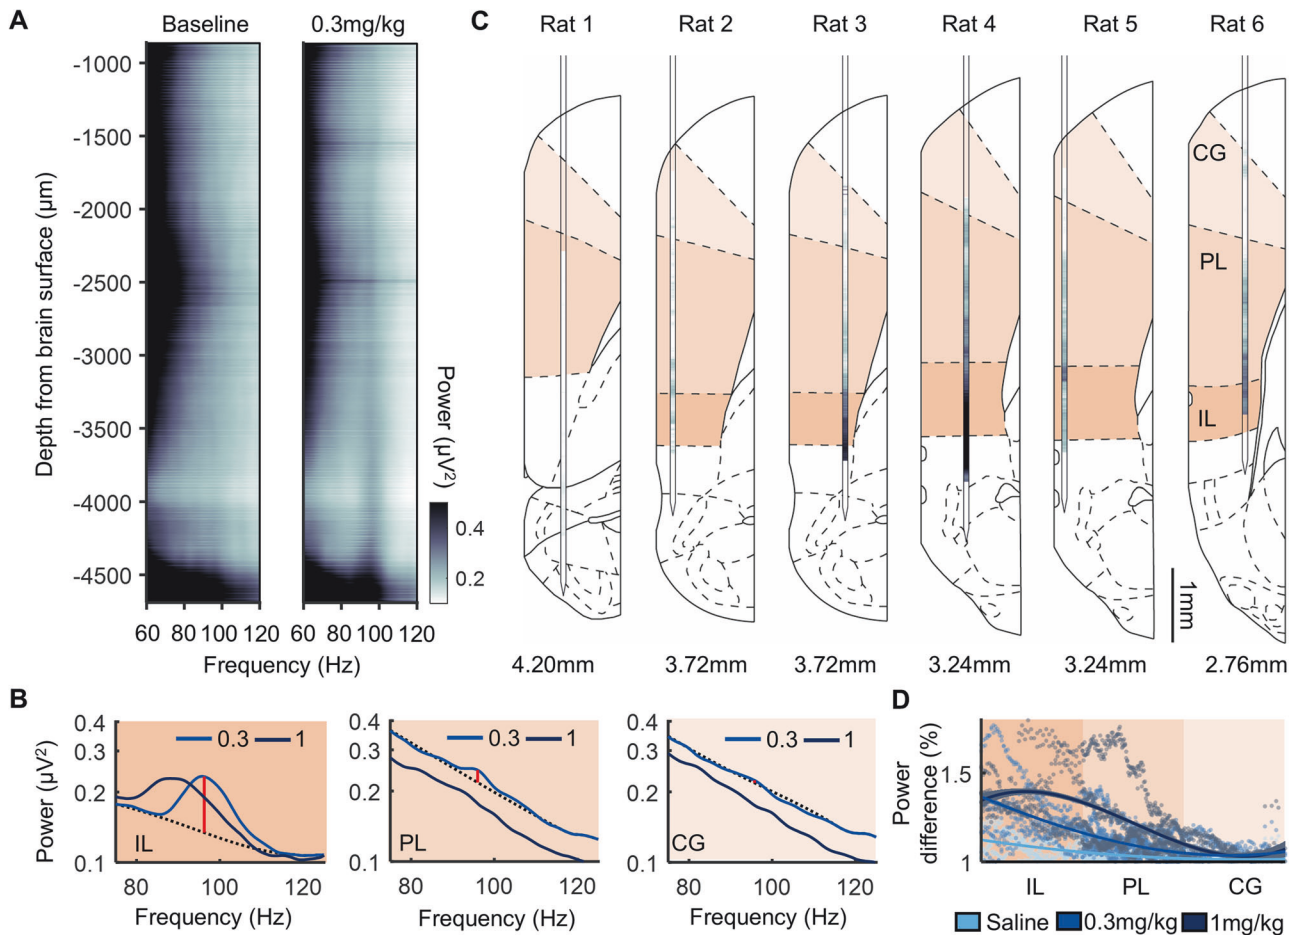 A
Baseline
0.3mg/kg
Depth from brain surface (µm)
-1000
-1500
-2000
-2500
-3000
-3500
-4000
-4500
60 80 100 120
60 80 100 120
Frequency (Hz)
Power (µV²)
0.4
0.2
C
Rat 1
Rat 2
Rat 3
Rat 4
Rat 5
Rat 6
CG
PL
IL
1mm
4.20mm
3.72mm
3.72mm
3.24mm
3.24mm
2.76mm
B
Power (µV²)
0.4
0.3
0.2
0.1
0.3 1
IL
80 100 120
Frequency (Hz)
0.4
0.3
0.2
0.1
0.3 1
PL
80 100 120
Frequency (Hz)
0.4
0.3
0.2
0.1
0.3 1
CG
80 100 120
Frequency (Hz)
D
Power
difference (%)
1.5
1
IL PL CG
Saline 0.3mg/kg 1mg/kg